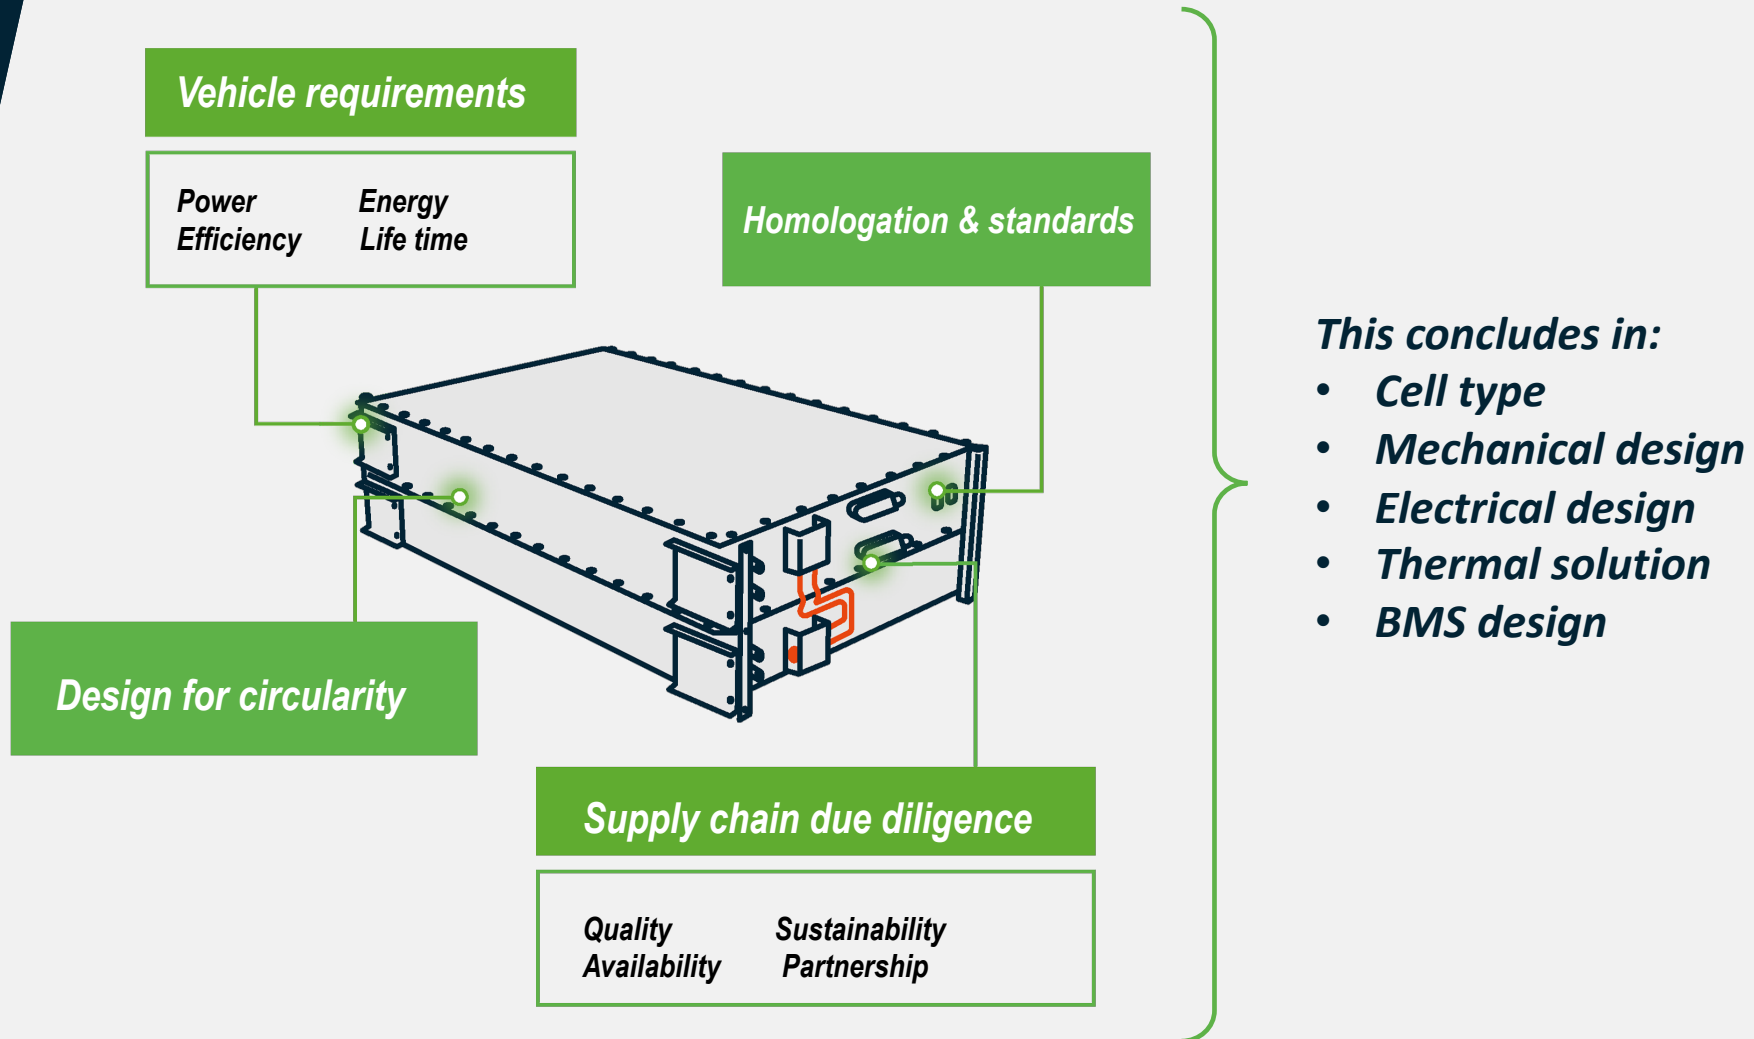 Vehicle requirements
Power Energy
Efficiency Life time
Homologation & standards
Design for circularity
Supply chain due diligence
Quality Sustainability
Availability Partnership
This concludes in:
• Cell type
• Mechanical design
• Electrical design
• Thermal solution
• BMS design